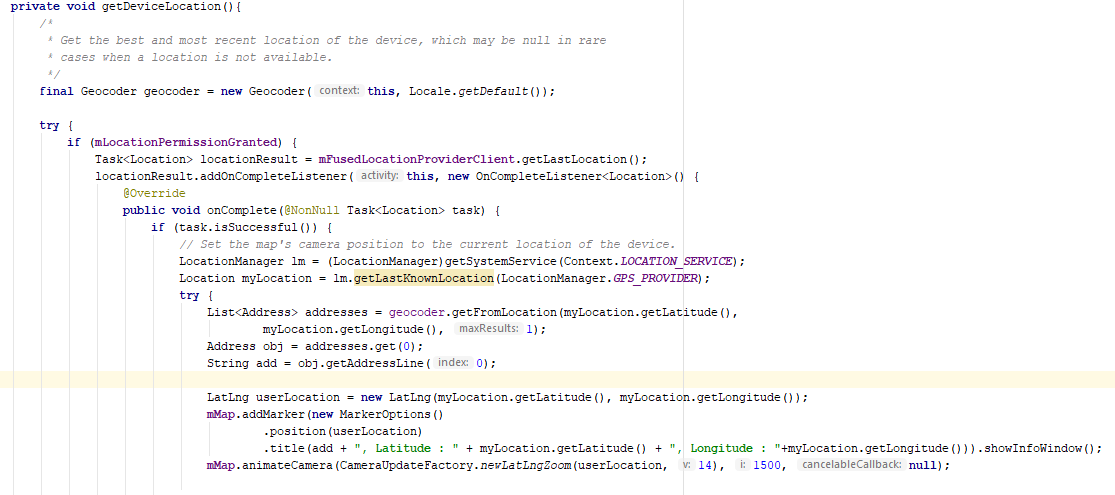 private void getDeviceLocation(){
/*
* Get the best and most recent location of the device, which may be null in rare
* cases when a location is not available.
*/
final Geocoder geocoder = new Geocoder( context: this, Locale.getDefault());
try {
if (mLocationPermissionGranted) {
Task<Location> locationResult = mFusedLocationProviderClient.getLastLocation();
locationResult.addOnCompleteListener( activity: this, new OnCompleteListener<Location>() {
@Override
public void onComplete(@NonNull Task<Location> task) {
if (task.isSuccessful()) {
// Set the map's camera position to the current location of the device.
LocationManager lm = (LocationManager)getSystemService(Context.LOCATION_SERVICE);
Location myLocation = lm.getLastKnownLocation(LocationManager.GPS_PROVIDER);
try {
List<Address> addresses = geocoder.getFromLocation(myLocation.getLatitude(),
myLocation.getLongitude(), maxResults: 1);
Address obj = addresses.get(0);
String add = obj.getAddressLine( index: 0);
LatLng userLocation = new LatLng(myLocation.getLatitude(), myLocation.getLongitude());
mMap.addMarker(new MarkerOptions()
.position(userLocation)
.title(add + ", Latitude : " + myLocation.getLatitude() + ", Longitude : "+myLocation.getLongitude())).showInfoWindow();
mMap.animateCamera(CameraUpdateFactory.newLatLngZoom(userLocation, v: 14), i: 1500, cancelableCallback: null);